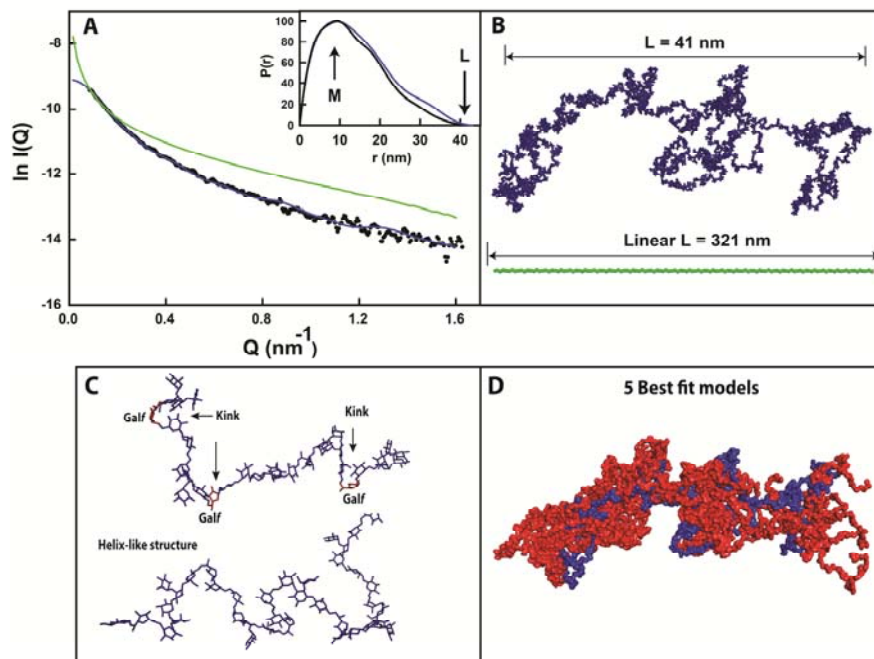 A
-8
-10
-12
-14
-16
ln I(Q)
0.0 0.4 0.8 1.2 1.6
Q (nm⁻¹)
100
80
60
40
20
0
P(r)
M
L
0 10 20 30 40
r (nm)
B
L = 41 nm
Linear L = 321 nm
C
Galf
Kink
Kink
Galf
Galf
Helix-like structure
D
5 Best fit models